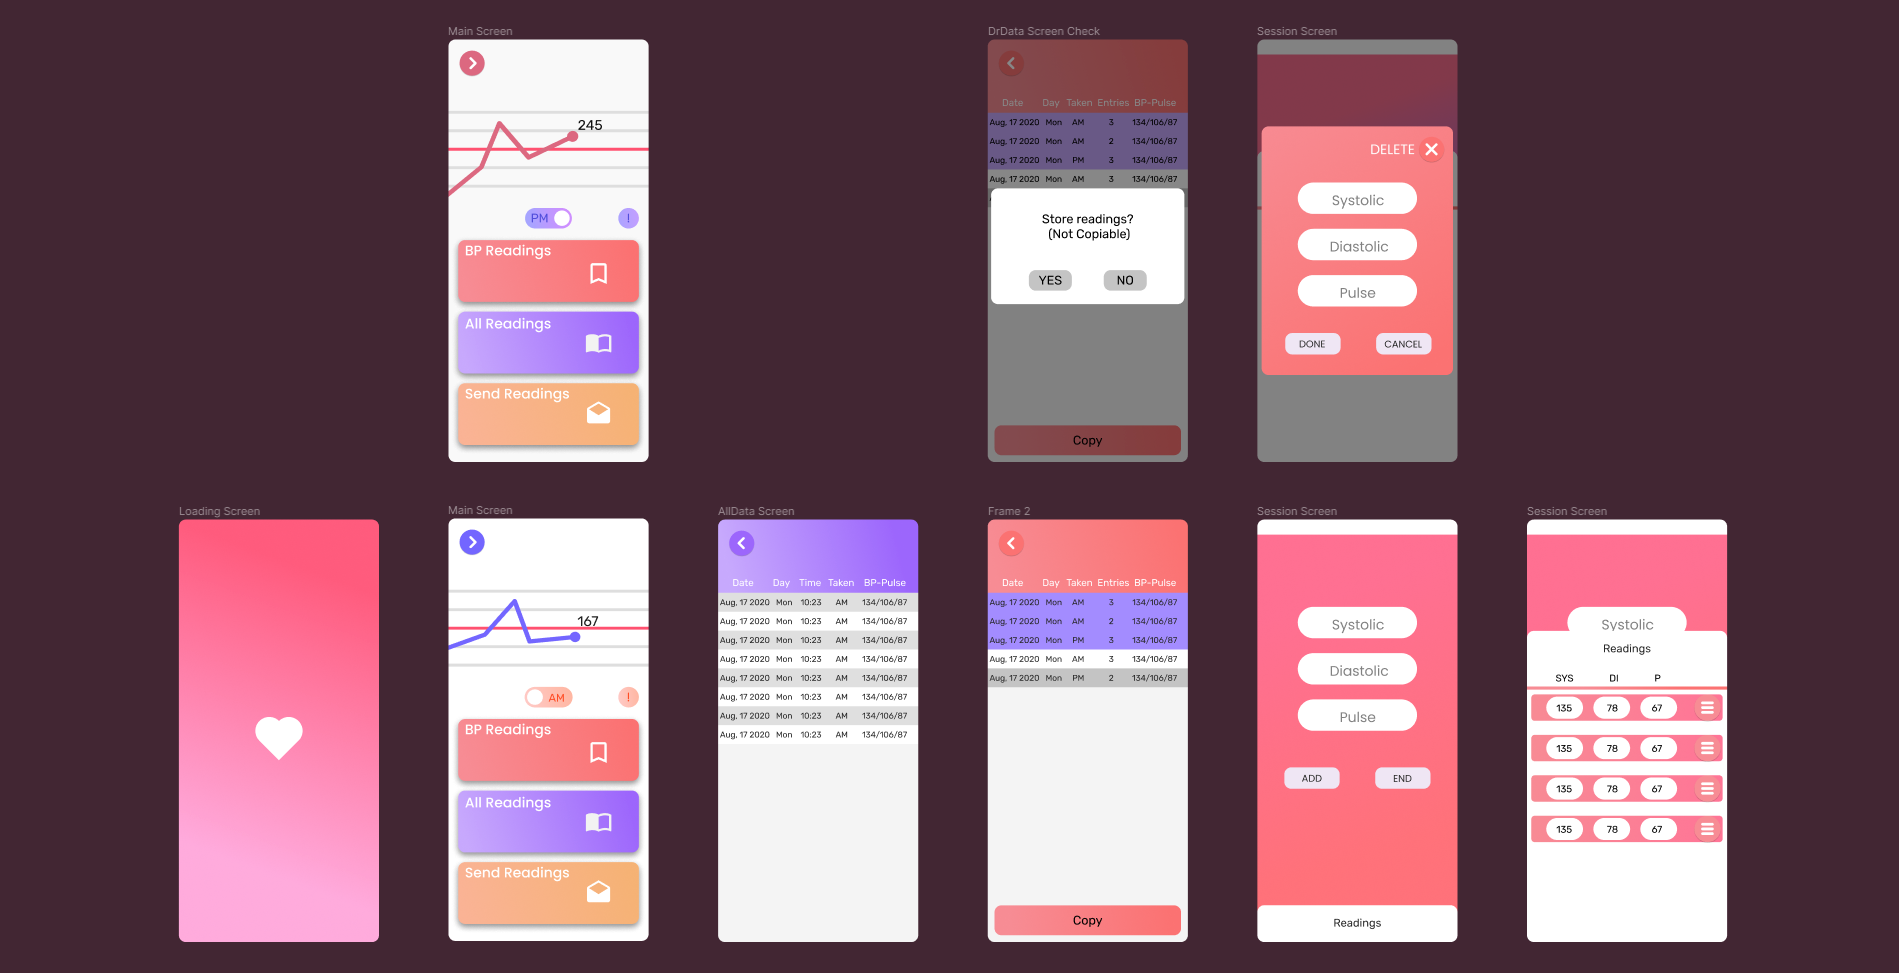 Main Screen
245
PM
!
BP Readings
All Readings
Send Readings
DrData Screen Check
Date Day Taken Entries BP-Pulse
Aug, 17 2020 Mon AM 3 134/106/87
Aug, 17 2020 Mon AM 2 134/106/87
Aug, 17 2020 Mon PM 3 134/106/87
Aug, 17 2020 Mon AM 3 134/106/87
Store readings?
(Not Copiable)
YES NO
Copy
Session Screen
DELETE
Systolic
Diastolic
Pulse
DONE CANCEL
Loading Screen
Main Screen
167
AM
!
BP Readings
All Readings
Send Readings
AllData Screen
Date Day Time Taken BP-Pulse
Aug, 17 2020 Mon 10:23 AM 134/106/87
Aug, 17 2020 Mon 10:23 AM 134/106/87
Aug, 17 2020 Mon 10:23 AM 134/106/87
Aug, 17 2020 Mon 10:23 AM 134/106/87
Aug, 17 2020 Mon 10:23 AM 134/106/87
Aug, 17 2020 Mon 10:23 AM 134/106/87
Aug, 17 2020 Mon 10:23 AM 134/106/87
Aug, 17 2020 Mon 10:23 AM 134/106/87
Frame 2
Date Day Taken Entries BP-Pulse
Aug, 17 2020 Mon AM 3 134/106/87
Aug, 17 2020 Mon AM 2 134/106/87
Aug, 17 2020 Mon PM 3 134/106/87
Aug, 17 2020 Mon AM 3 134/106/87
Aug, 17 2020 Mon PM 2 134/106/87
Copy
Session Screen
Systolic
Diastolic
Pulse
ADD END
Readings
Session Screen
Systolic
Readings
SYS DI P
135 78 67
135 78 67
135 78 67
135 78 67